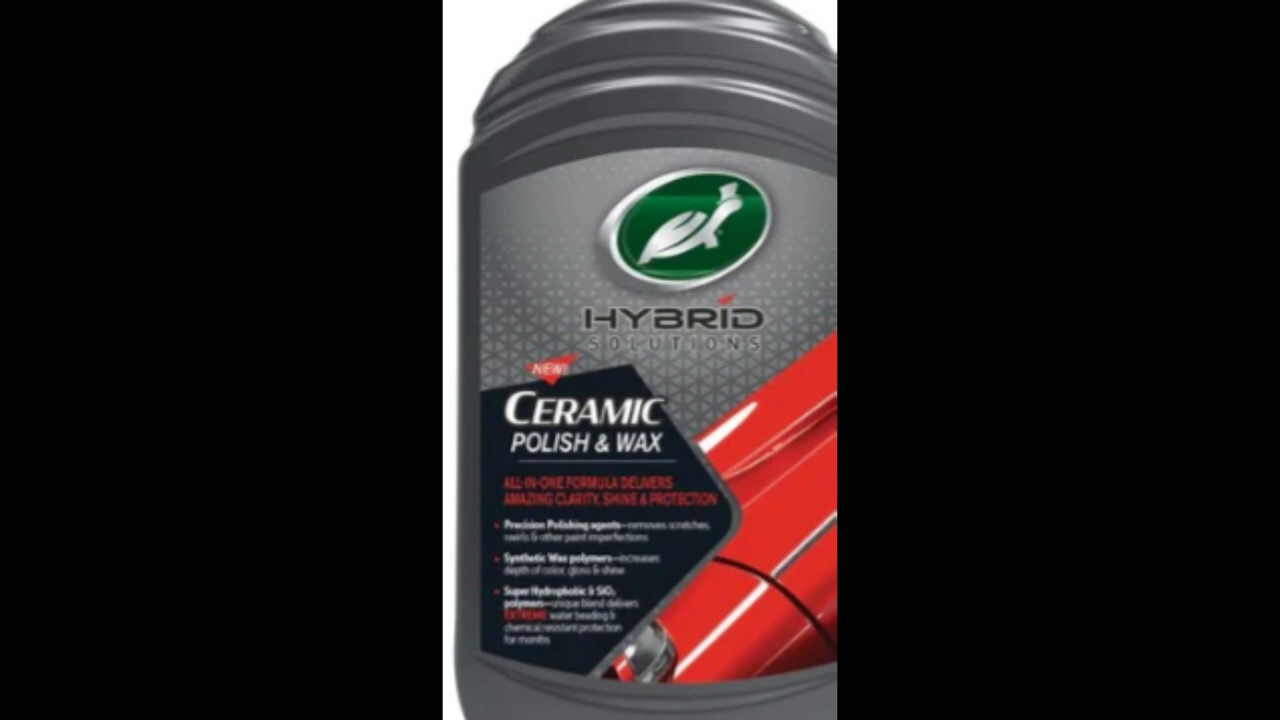 HYBRID
SOLUTIONS
NEW!
CERAMIC
POLISH & WAX
ALL-IN-ONE FORMULA DELIVERS
AMAZING CLARITY, SHINE & PROTECTION
• Precision Polishing agents—removes scratches,
swirls & other paint imperfections
• Synthetic Wax polymers—increases
depth of color, gloss & shine
• Super Hydrophobic & SiO₂
polymers—unique blend delivers
EXTREME water beading &
chemical resistant protection
for months